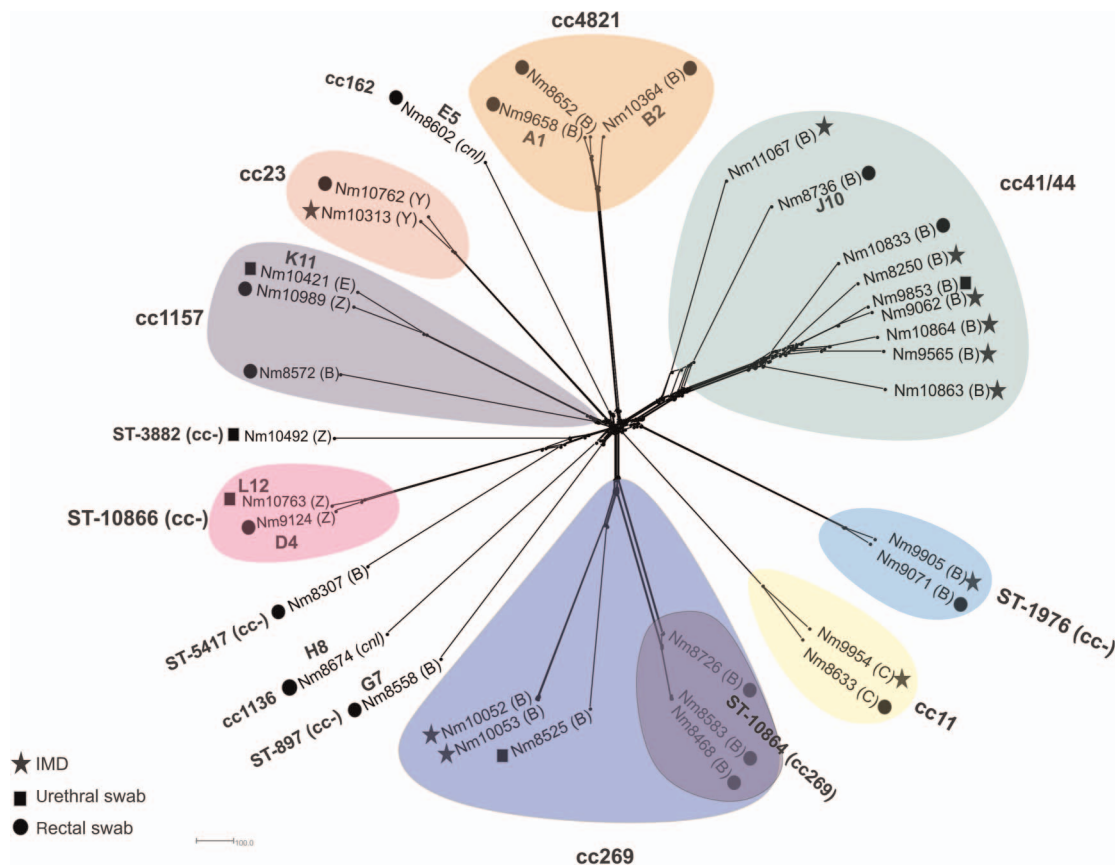 cc4821
cc162
E5
Nm8602 (cnl)
Nm8652 (B)
Nm9658 (B)
A1
Nm10364 (B)
B2
cc41/44
Nm11067 (B)
Nm8736 (B)
J10
Nm10833 (B)
Nm8250 (B)
Nm9853 (B)
Nm9062 (B)
Nm10864 (B)
Nm9565 (B)
Nm10863 (B)
cc23
Nm10762 (Y)
Nm10313 (Y)
cc1157
K11
Nm10421 (E)
Nm10989 (Z)
Nm8572 (B)
ST-3882 (cc-)
Nm10492 (Z)
ST-10866 (cc-)
L12
Nm10763 (Z)
Nm9124 (Z)
D4
ST-5417 (cc-)
Nm8307 (B)
cc1136
H8
Nm8674 (cnl)
ST-897 (cc-)
G7
Nm8558 (B)
Nm10052 (B)
Nm10053 (B)
Nm8525 (B)
Nm8726 (B)
Nm8583 (B)
Nm8468 (B)
ST-10864 (cc269)
cc269
Nm9954 (C)
Nm8633 (C)
cc11
Nm9905 (B)
Nm9071 (B)
ST-1976 (cc-)
IMD
Urethral swab
Rectal swab
100.0